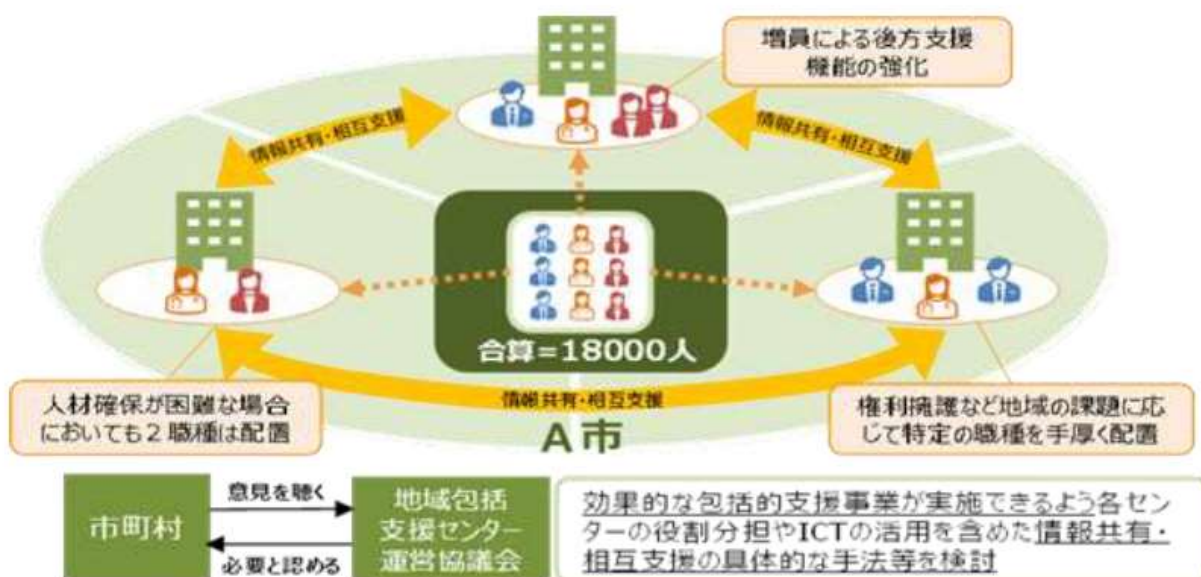 増員による後方支援
機能の強化
情報共有・相互支援
情報共有・相互支援
合算=18000人
人材確保が困難な場合
においても2職種は配置
情報共有・相互支援
権利擁護など地域の課題に応
じて特定の職種を手厚く配置
A市
市町村
意見を聴く
必要と認める
地域包括
支援センター
運営協議会
効果的な包括的支援事業が実施できるよう各セン
ターの役割分担やICTの活用を含めた情報共有・
相互支援の具体的な手法等を検討